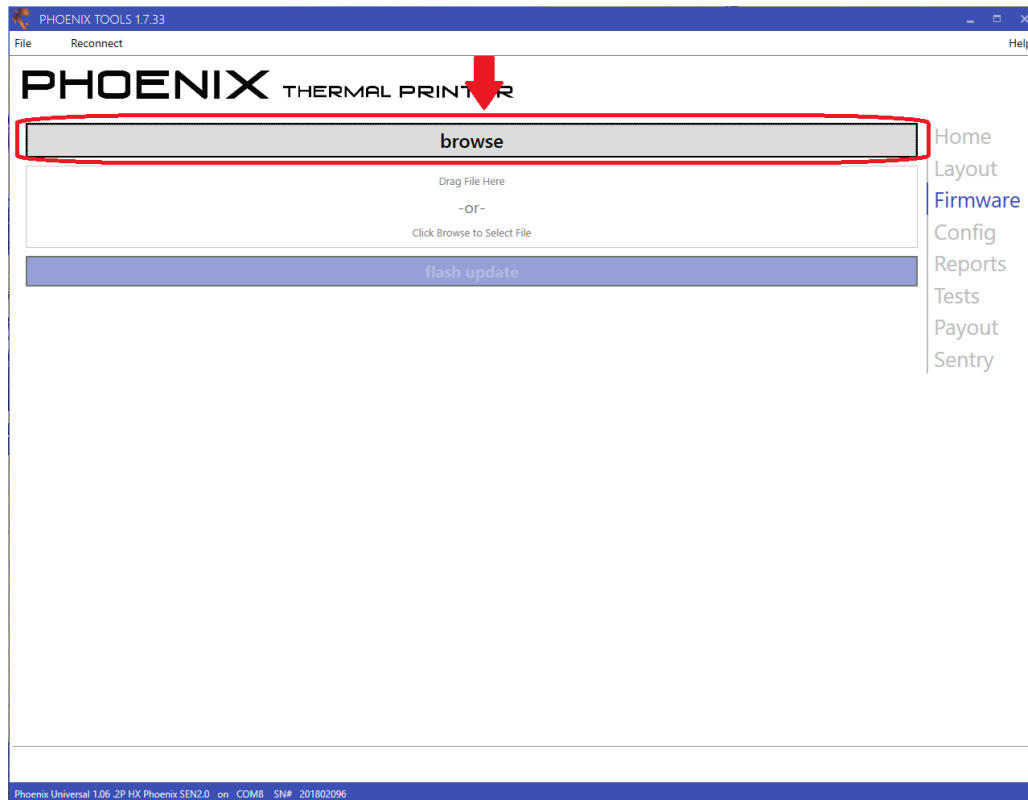 PHOENIX TOOLS 1.7.33
File Reconnect Help
PHOENIX THERMAL PRINTER
browse
Drag File Here
-or-
Click Browse to Select File
flash update
Home
Layout
Firmware
Config
Reports
Tests
Payout
Sentry
Phoenix Universal 1.06 .2P HX Phoenix SEN2.0 on COM8 SN# 201802096